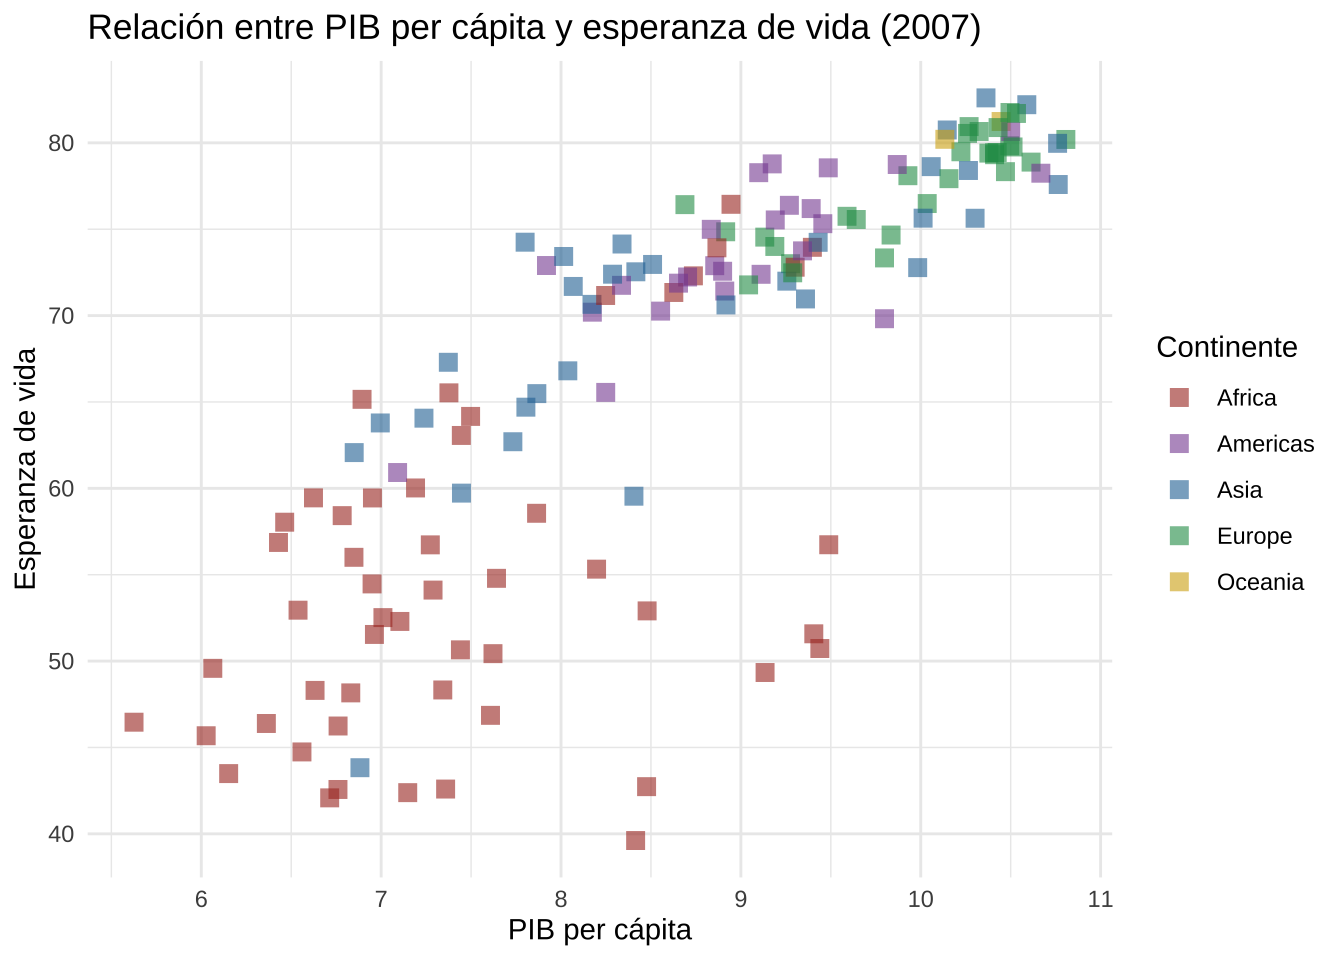 Relación entre PIB per cápita y esperanza de vida (2007)
80
70
60
50
40
Esperanza de vida
6 7 8 9 10 11
PIB per cápita
Continente
Africa
Americas
Asia
Europe
Oceania